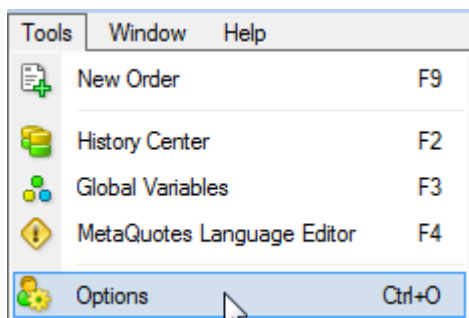 Tools Window Help
New Order F9
History Center F2
Global Variables F3
MetaQuotes Language Editor F4
Options Ctrl+O